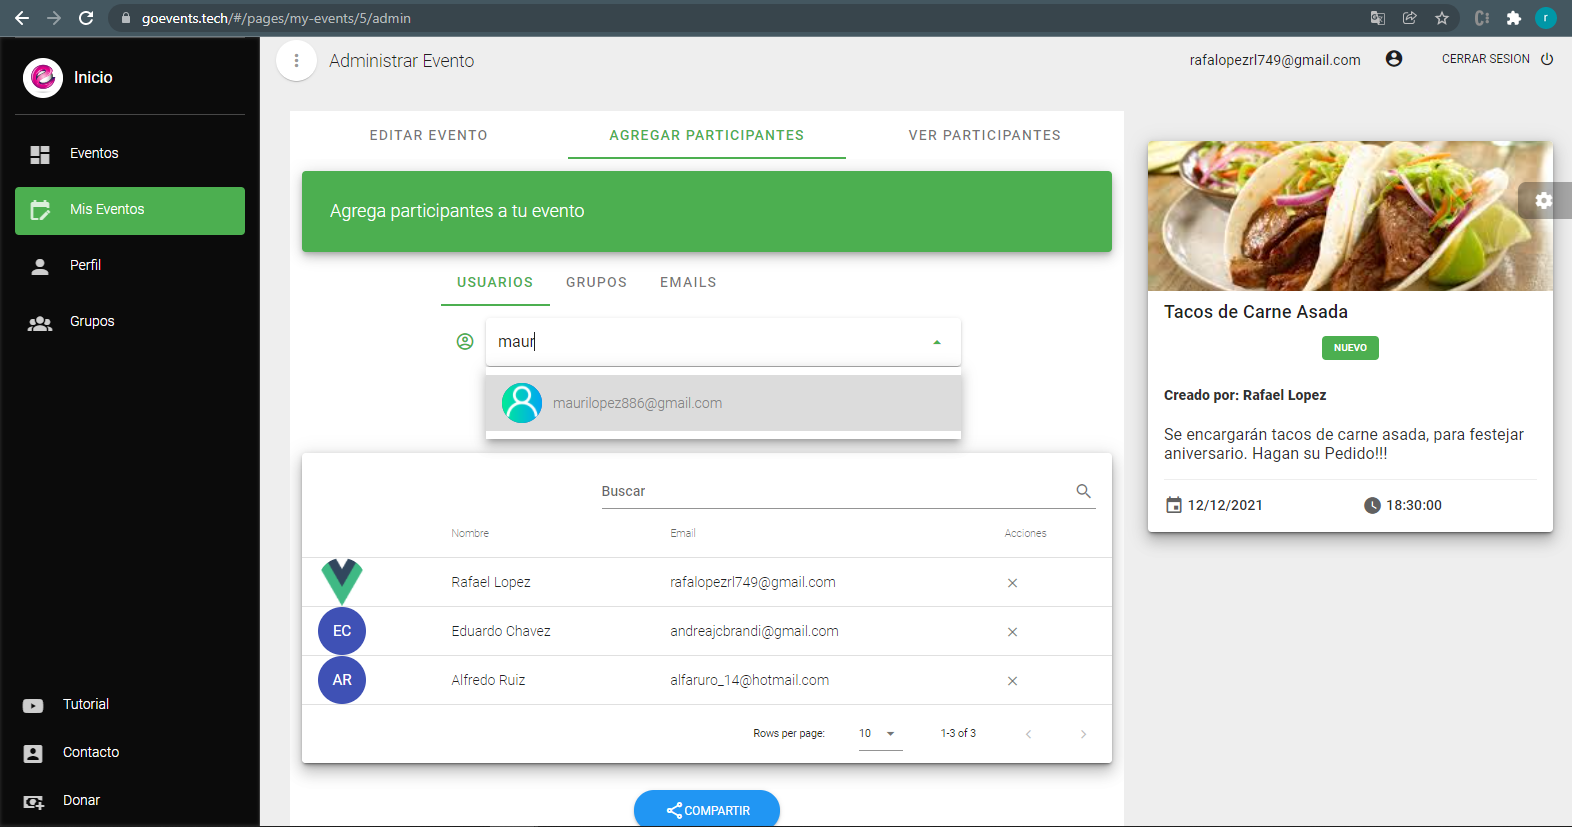 goevents.tech/#/pages/my-events/5/admin
r
Inicio
Eventos
Mis Eventos
Perfil
Grupos
Tutorial
Contacto
Donar
Administrar Evento
rafalopezrl749@gmail.com
CERRAR SESION
EDITAR EVENTO
AGREGAR PARTICIPANTES
VER PARTICIPANTES
Agrega participantes a tu evento
USUARIOS
GRUPOS
EMAILS
maur
maurilopez886@gmail.com
Buscar
Nombre Email Acciones
Rafael Lopez rafalopezrl749@gmail.com
EC Eduardo Chavez andreajcbrandi@gmail.com
AR Alfredo Ruiz alfaruro_14@hotmail.com
Rows per page: 10 1-3 of 3
COMPARTIR
Tacos de Carne Asada
NUEVO
Creado por: Rafael Lopez
Se encargarán tacos de carne asada, para festejar
aniversario. Hagan su Pedido!!!
12/12/2021 18:30:00